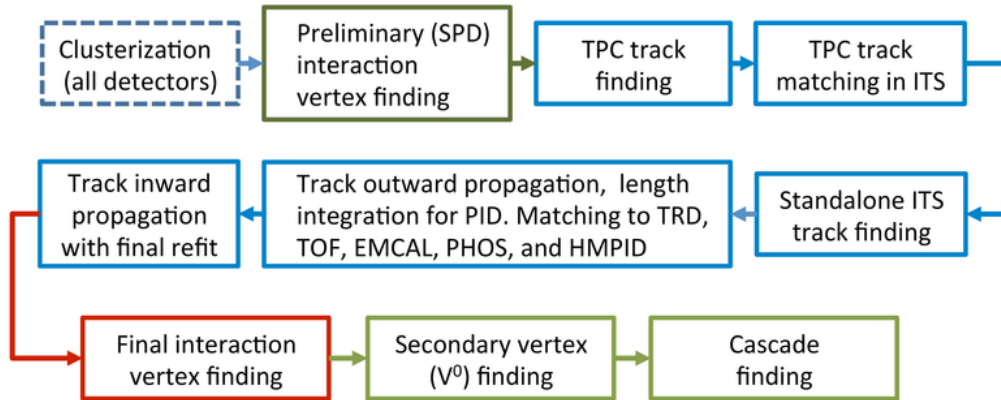 Clusterization
(all detectors)
Preliminary (SPD)
interaction
vertex finding
TPC track
finding
TPC track
matching in ITS
Track inward
propagation
with final refit
Track outward propagation, length
integration for PID. Matching to TRD,
TOF, EMCAL, PHOS, and HMPID
Standalone ITS
track finding
Final interaction
vertex finding
Secondary vertex
(V⁰) finding
Cascade
finding